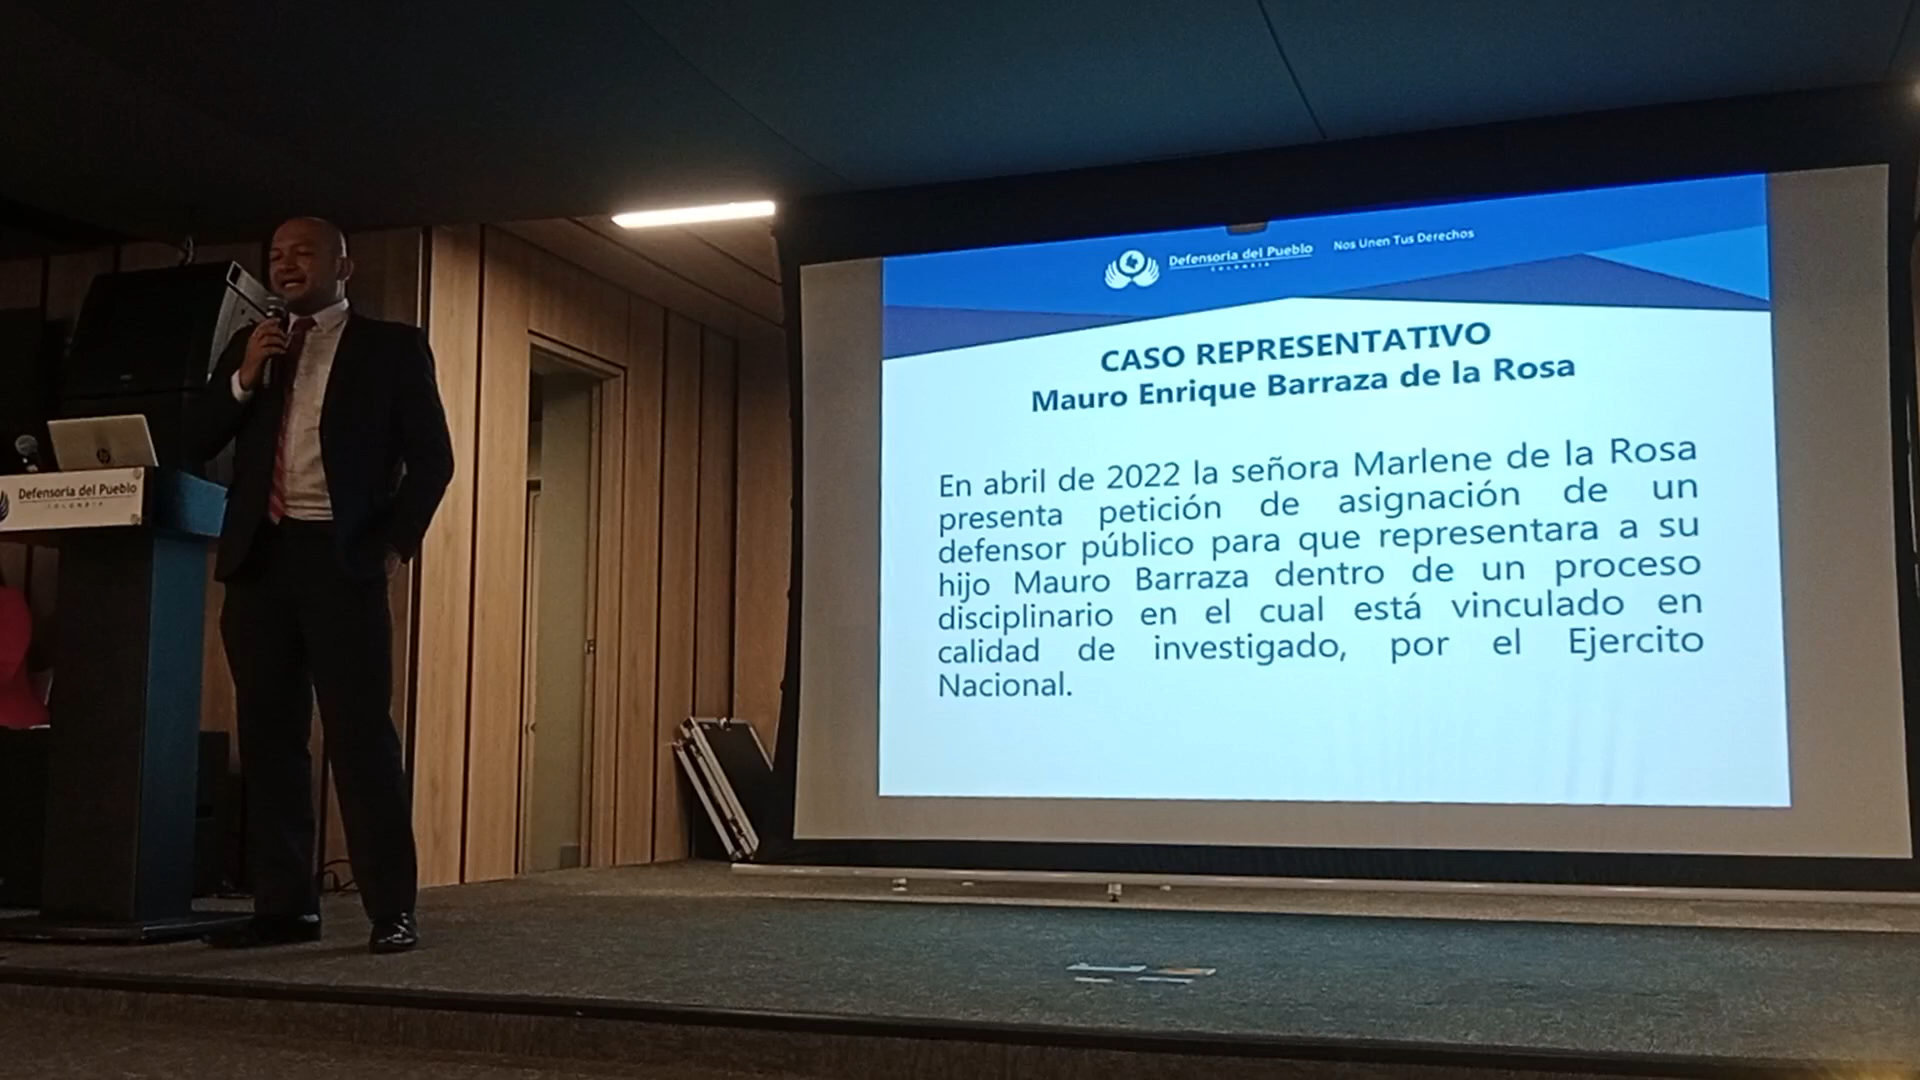 Defensoría del Pueblo
COLOMBIA
Nos Unen Tus Derechos
CASO REPRESENTATIVO
Mauro Enrique Barraza de la Rosa
En abril de 2022 la señora Marlene de la Rosa
presenta petición de asignación de un
defensor público para que representara a su
hijo Mauro Barraza dentro de un proceso
disciplinario en el cual está vinculado en
calidad de investigado, por el Ejercito
Nacional.
hp
Defensoría del Pueblo
COLOMBIA